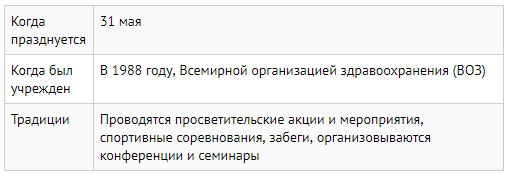 Когда
празднуется
31 мая
Когда был
учрежден
В 1988 году, Всемирной организацией здравоохранения (ВОЗ)
Традиции
Проводятся просветительские акции и мероприятия,
спортивные соревнования, забеги, организовываются
конференции и семинары